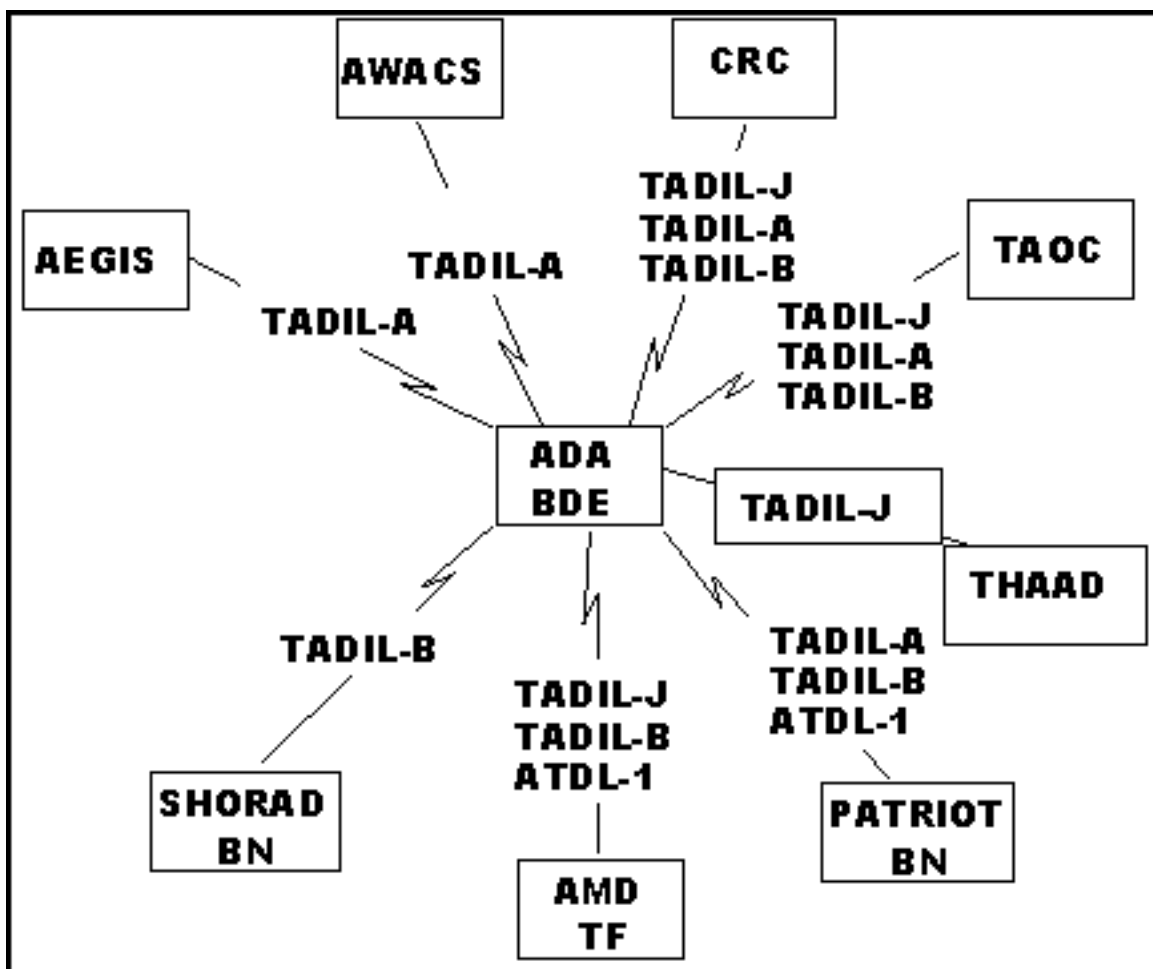 AWACS
CRC
TADIL-J
TADIL-A
TADIL-B
AEGIS
TADIL-A
TADIL-A
TAOC
TADIL-J
TADIL-A
TADIL-B
ADA
BDE
TADIL-J
THAAD
TADIL-B
TADIL-J
TADIL-B
ATDL-1
TADIL-A
TADIL-B
ATDL-1
SHORAD
BN
AMD
TF
PATRIOT
BN